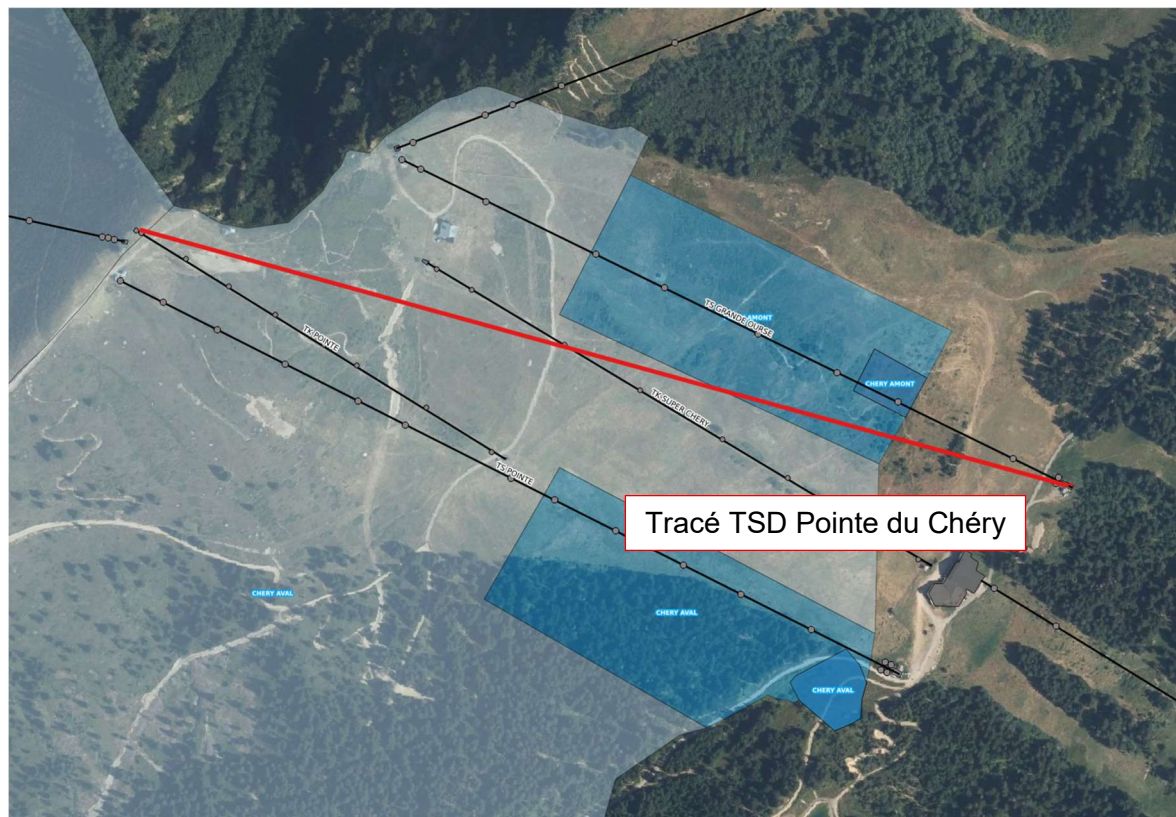 TS GRANDE OURSE
AMONT
TK POINTE
CHERY AMONT
TK SUPER CHERY
TS POINTE
Tracé TSD Pointe du Chéry
CHERY AVAL
CHERY AVAL
CHERY AVAL